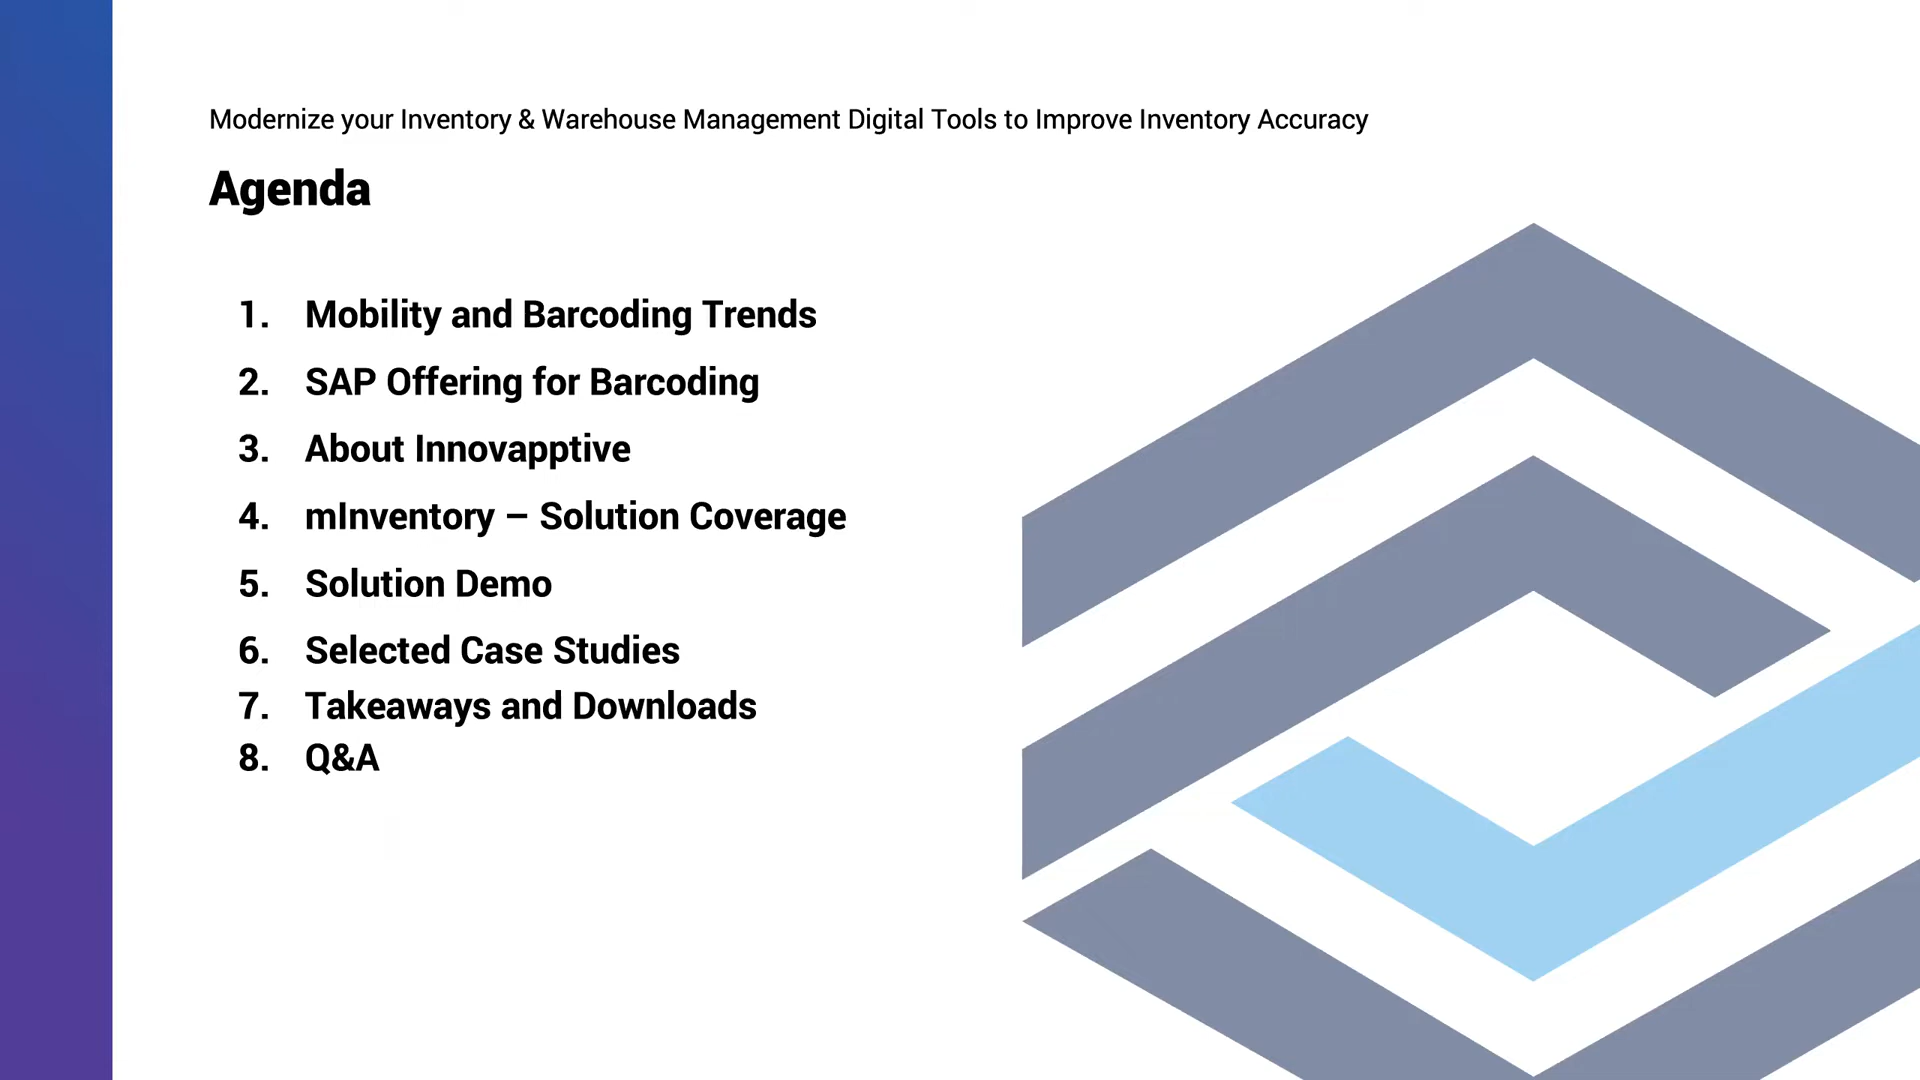 Modernize your Inventory & Warehouse Management Digital Tools to Improve Inventory Accuracy
Agenda
1. Mobility and Barcoding Trends
2. SAP Offering for Barcoding
3. About Innovapptive
4. mInventory – Solution Coverage
5. Solution Demo
6. Selected Case Studies
7. Takeaways and Downloads
8. Q&A